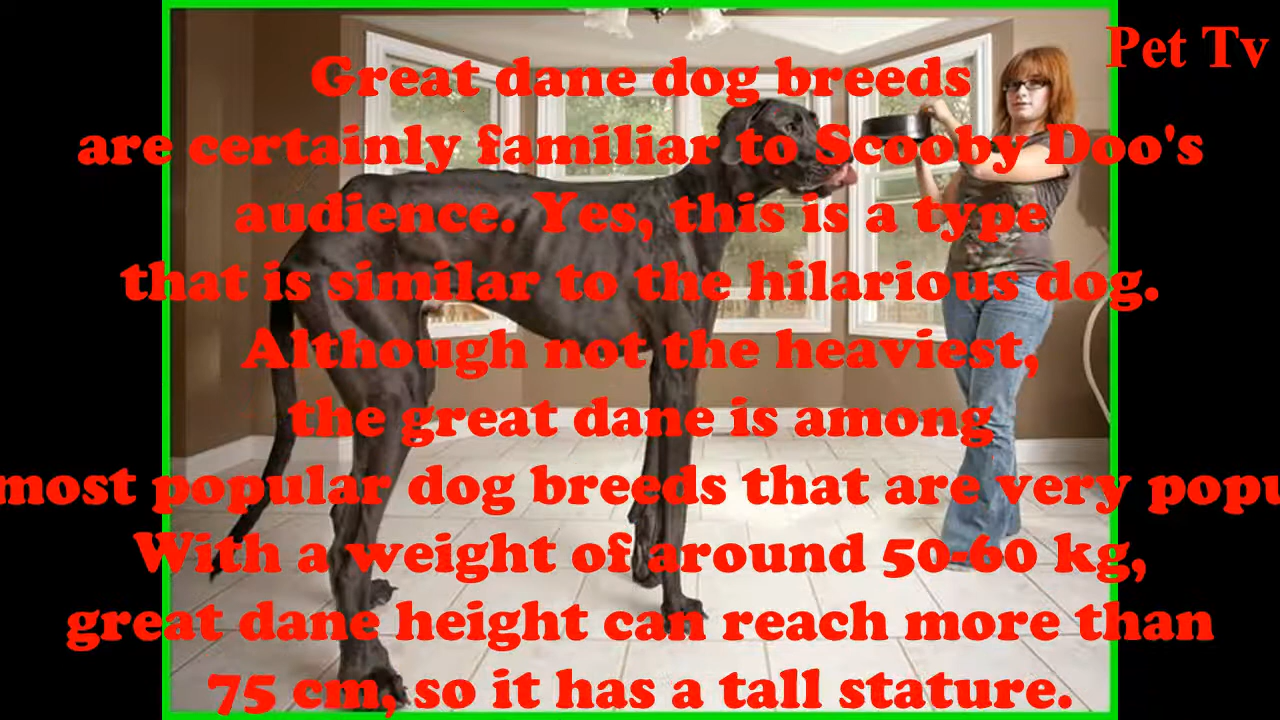 Pet Tv
Great dane dog breeds
are certainly familiar to Scooby Doo's
audience. Yes, this is a type
that is similar to the hilarious dog.
Although not the heaviest,
the great dane is among
most popular dog breeds that are very
With a weight of around 50-60 kg,
great dane height can reach more than
75 cm, so it has a tall stature.